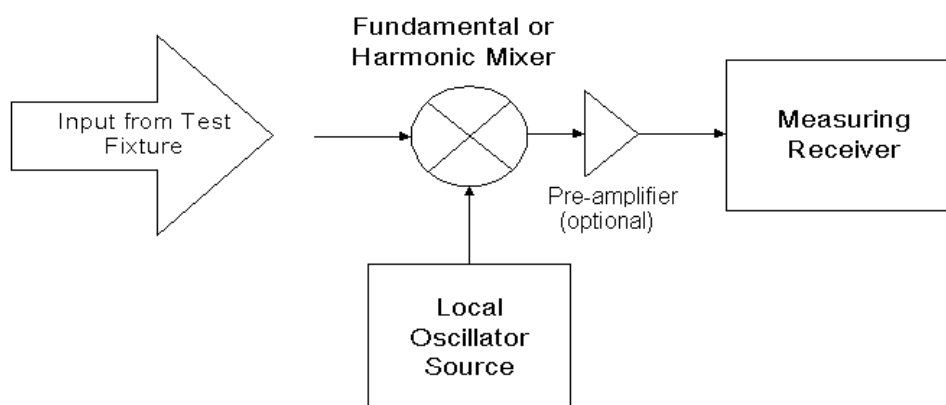 Fundamental or
Harmonic Mixer
Input from Test
Fixture
Measuring
Receiver
Pre-amplifier
(optional)
Local
Oscillator
Source